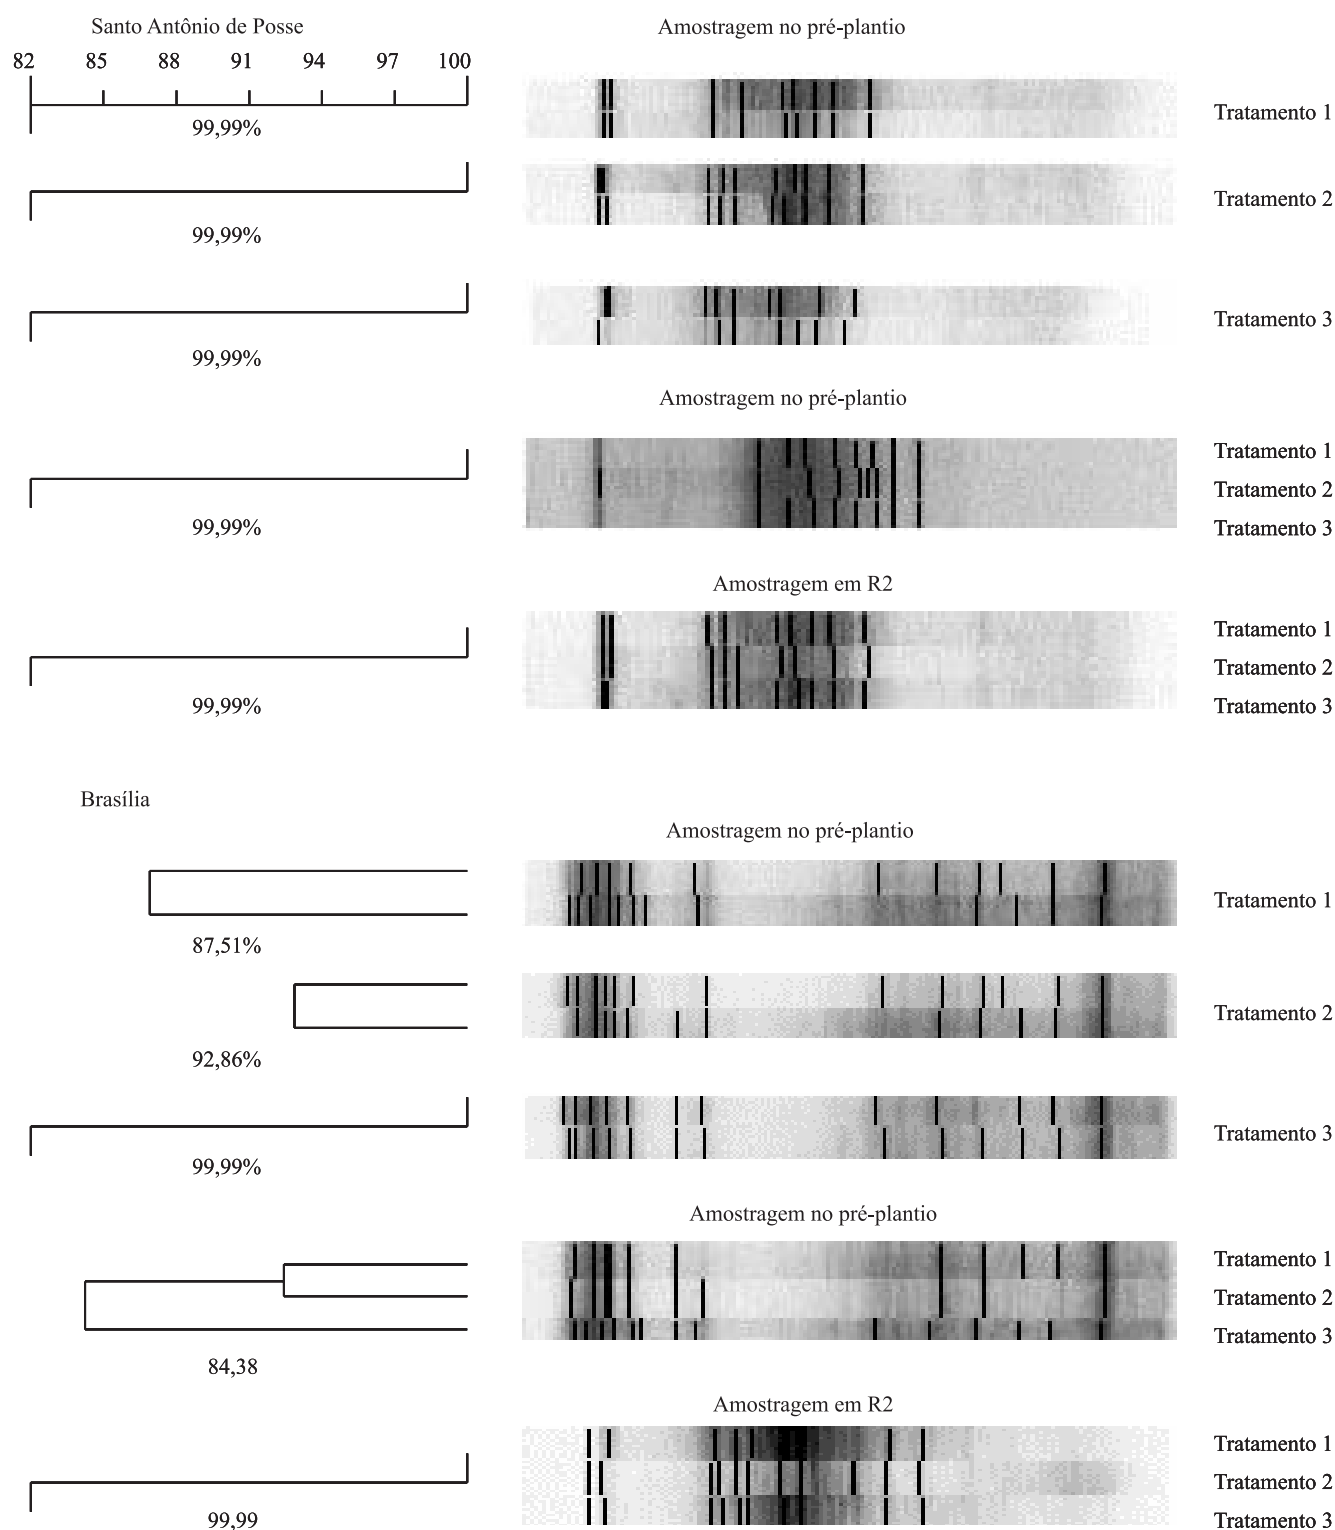 Santo Antônio de Posse
Amostragem no pré-plantio
82 85 88 91 94 97 100
Tratamento 1
99,99%
Tratamento 2
99,99%
Tratamento 3
99,99%
Amostragem no pré-plantio
Tratamento 1
Tratamento 2
Tratamento 3
99,99%
Amostragem em R2
Tratamento 1
Tratamento 2
Tratamento 3
99,99%
Brasília
Amostragem no pré-plantio
Tratamento 1
87,51%
Tratamento 2
92,86%
Tratamento 3
99,99%
Amostragem no pré-plantio
Tratamento 1
Tratamento 2
Tratamento 3
84,38
Amostragem em R2
Tratamento 1
Tratamento 2
Tratamento 3
99,99